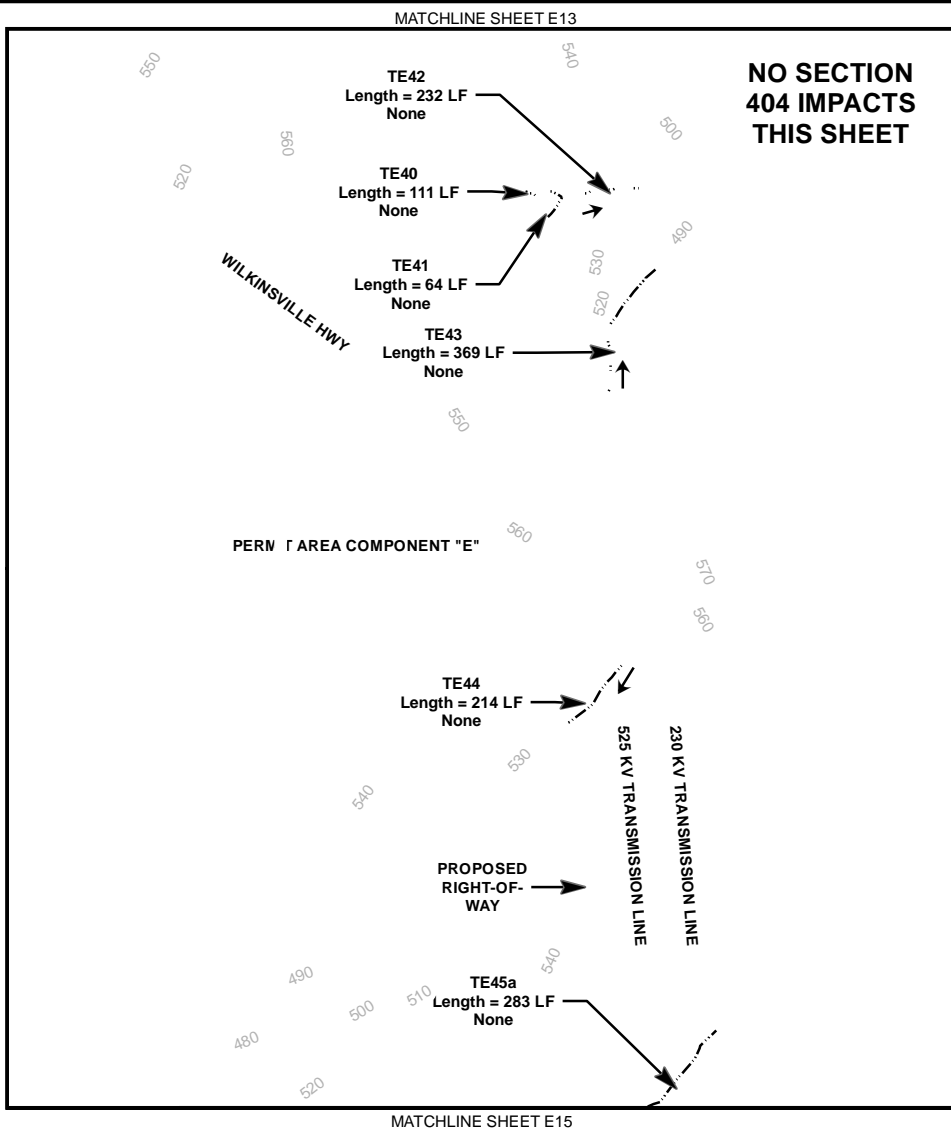 MATCHLINE SHEET E13
550
540
NO SECTION
404 IMPACTS
THIS SHEET
TE42
Length = 232 LF
None
500
560
520
TE40
Length = 111 LF
None
490
TE41
Length = 64 LF
None
530
520
WILKINSVILLE HWY
TE43
Length = 369 LF
None
550
560
AREA COMPONENT "E"
570
560
TE44
Length = 214 LF
None
530
540
525 KV TRANSMISSION LINE
230 KV TRANSMISSION LINE
PROPOSED
RIGHT-OF-
WAY
540
490
510
500
480
520
TE45a
Length = 283 LF
None
MATCHLINE SHEET E15